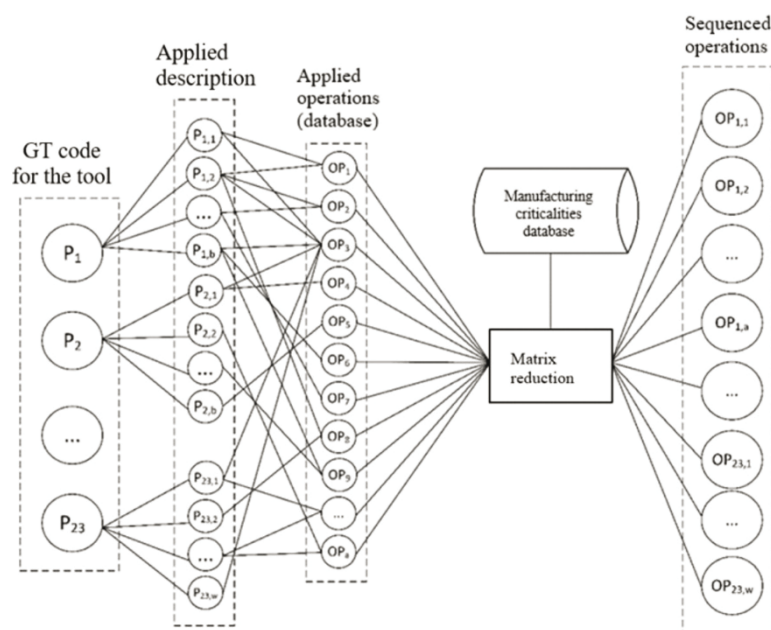 GT code
for the tool
P1
P2
...
P23
Applied
description
P1,1
P1,2
...
P1,b
P2,1
P2,2
...
P2,b
P23,1
P23,2
...
P23,w
Applied
operations
(database)
OP1
OP2
OP3
OP4
OP5
OP6
OP7
OP8
OP9
...
OPa
Manufacturing
criticalities
database
Matrix
reduction
Sequenced
operations
OP1,1
OP1,2
...
OP1,a
...
OP23,1
...
OP23,w